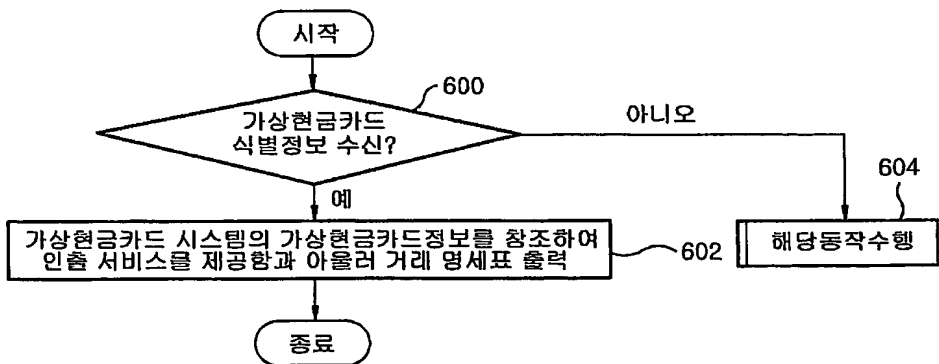 시작
600
가상현금카드
식별정보 수신?
아니오
예
604
가상현금카드 시스템의 가상현금카드정보를 참조하여
인출 서비스를 제공함과 아울러 거래 명세표 출력
602
해당동작수행
종료